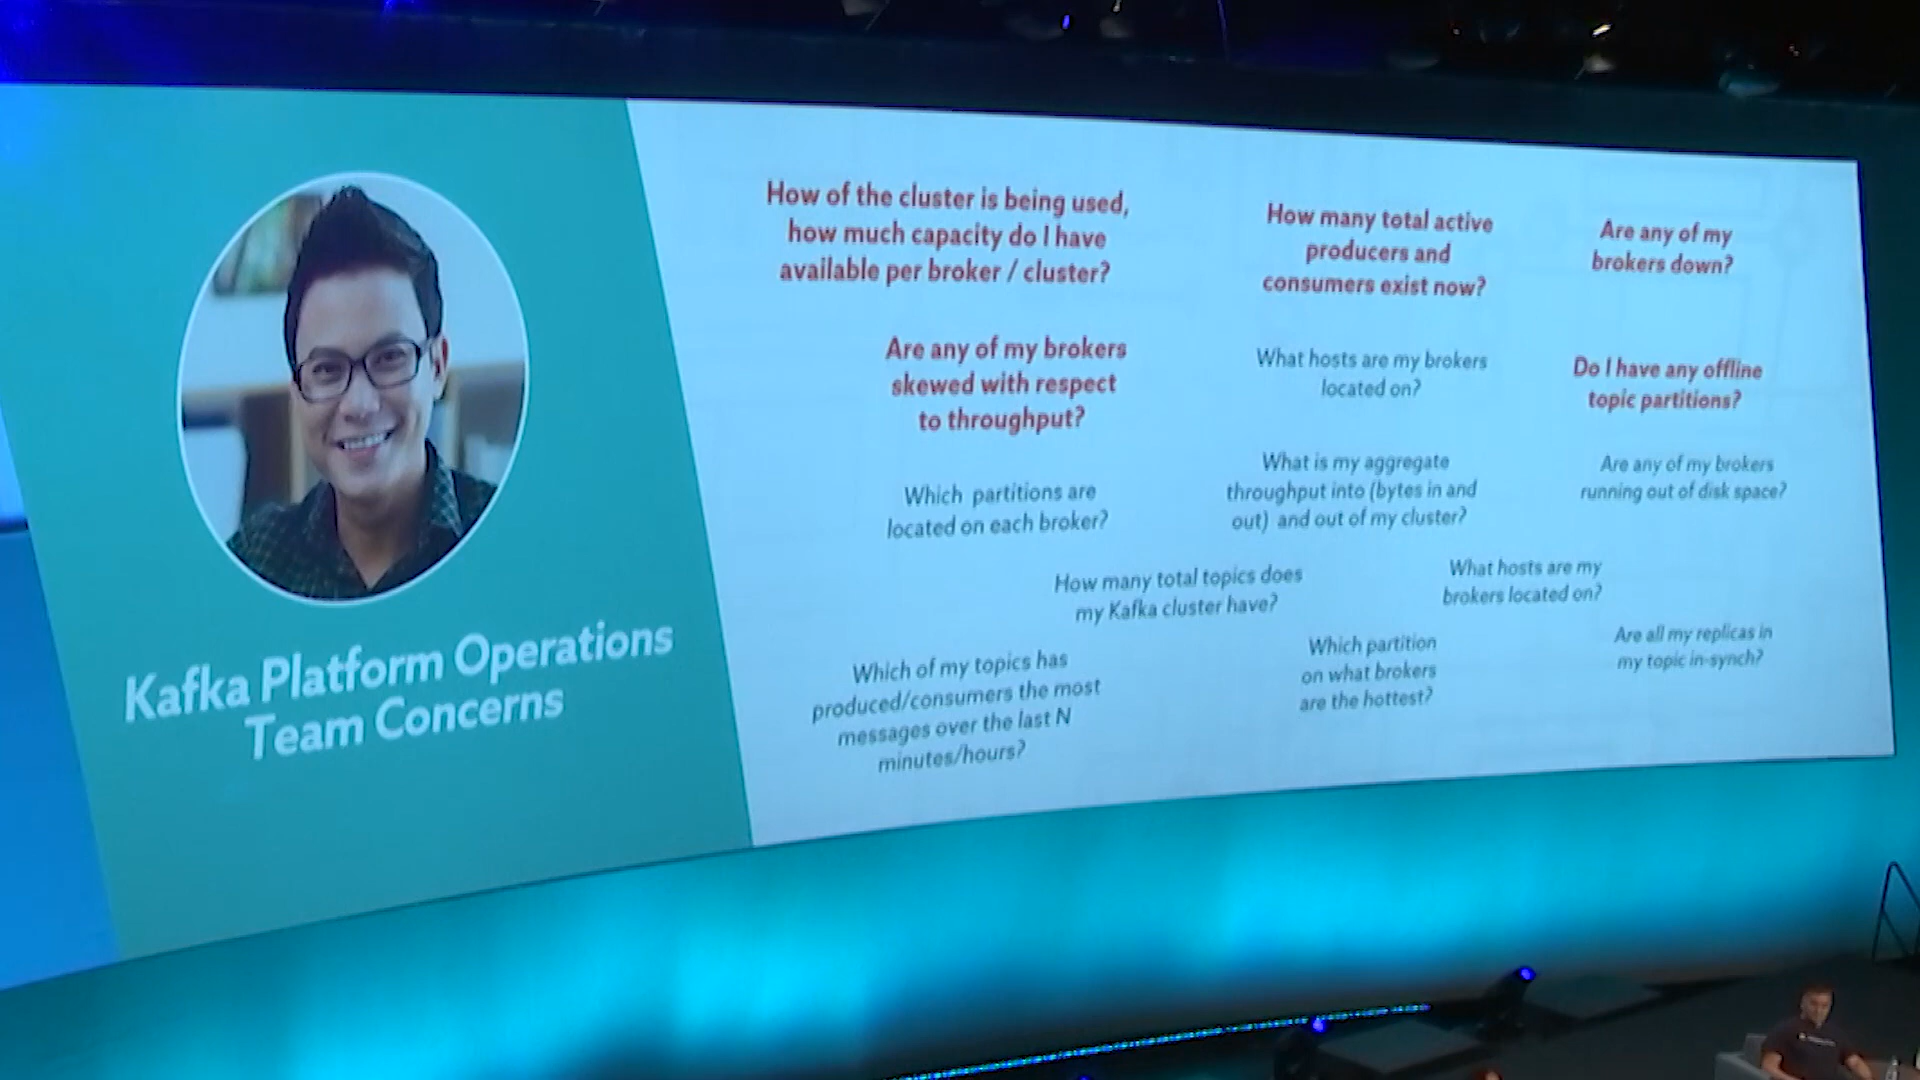 Kafka Platform Operations
Team Concerns
How of the cluster is being used,
how much capacity do I have
available per broker / cluster?
How many total active
producers and
consumers exist now?
Are any of my
brokers down?
Are any of my brokers
skewed with respect
to throughput?
What hosts are my brokers
located on?
Do I have any offline
topic partitions?
Which partitions are
located on each broker?
What is my aggregate
throughput into (bytes in and
out) and out of my cluster?
Are any of my brokers
running out of disk space?
How many total topics does
my Kafka cluster have?
What hosts are my
brokers located on?
Which of my topics has
produced/consumers the most
messages over the last N
minutes/hours?
Which partition
on what brokers
are the hottest?
Are all my replicas in
my topic in-synch?